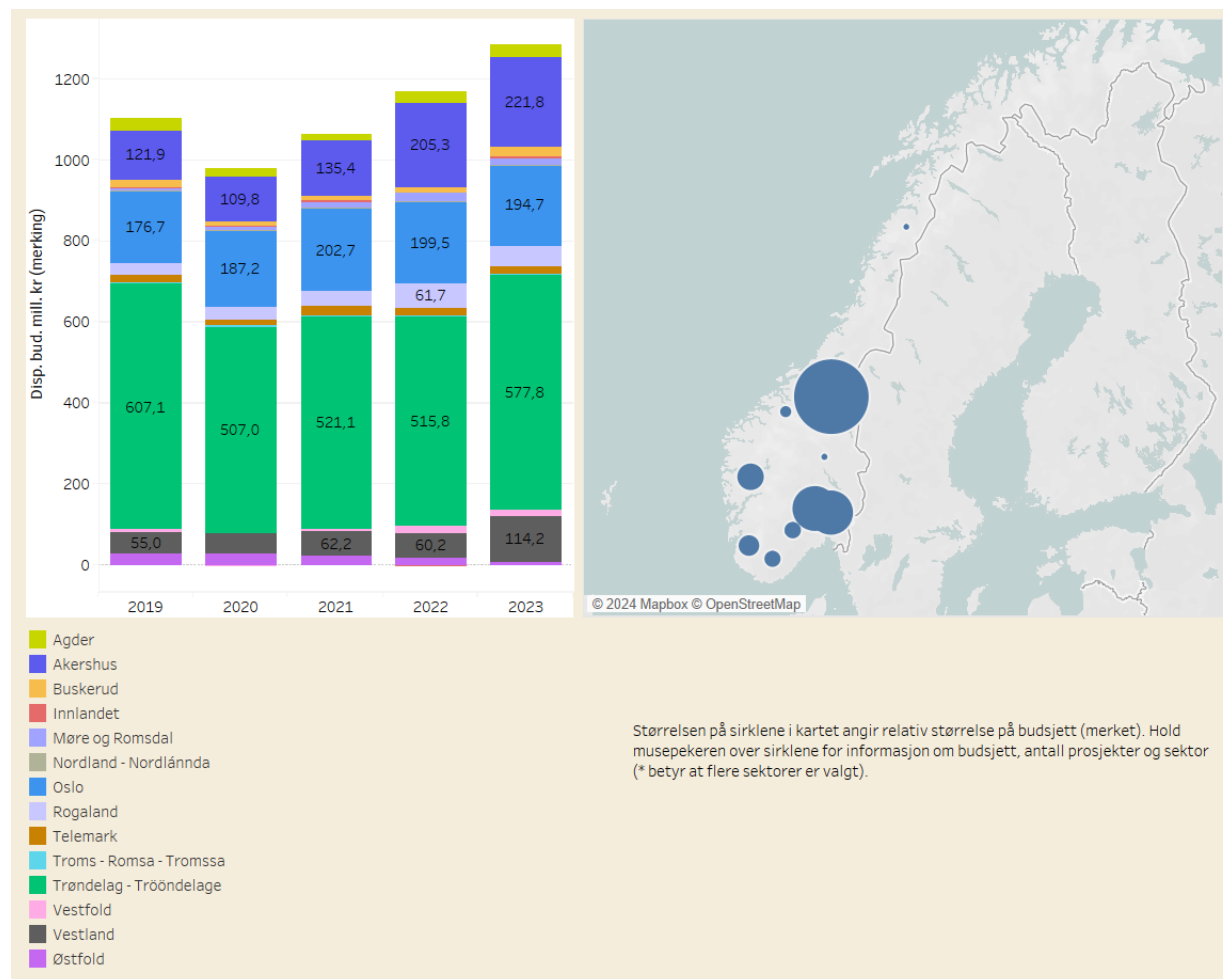 Disp. bud. mill. kr (merking)
1200
1000
800
600
400
200
0
121,9
176,7
607,1
55,0
109,8
187,2
507,0
135,4
202,7
521,1
62,2
205,3
199,5
61,7
515,8
60,2
221,8
194,7
577,8
114,2
2019 2020 2021 2022 2023
© 2024 Mapbox © OpenStreetMap
Agder
Akershus
Buskerud
Innlandet
Møre og Romsdal
Nordland - Nordlánnda
Oslo
Rogaland
Telemark
Troms - Romsa - Tromssa
Trøndelag - Trööndelage
Vestfold
Vestland
Østfold
Størrelsen på sirklene i kartet angir relativ størrelse på budsjett (merket). Hold
musepekeren over sirklene for informasjon om budsjett, antall prosjekter og sektor
(* betyr at flere sektorer er valgt).